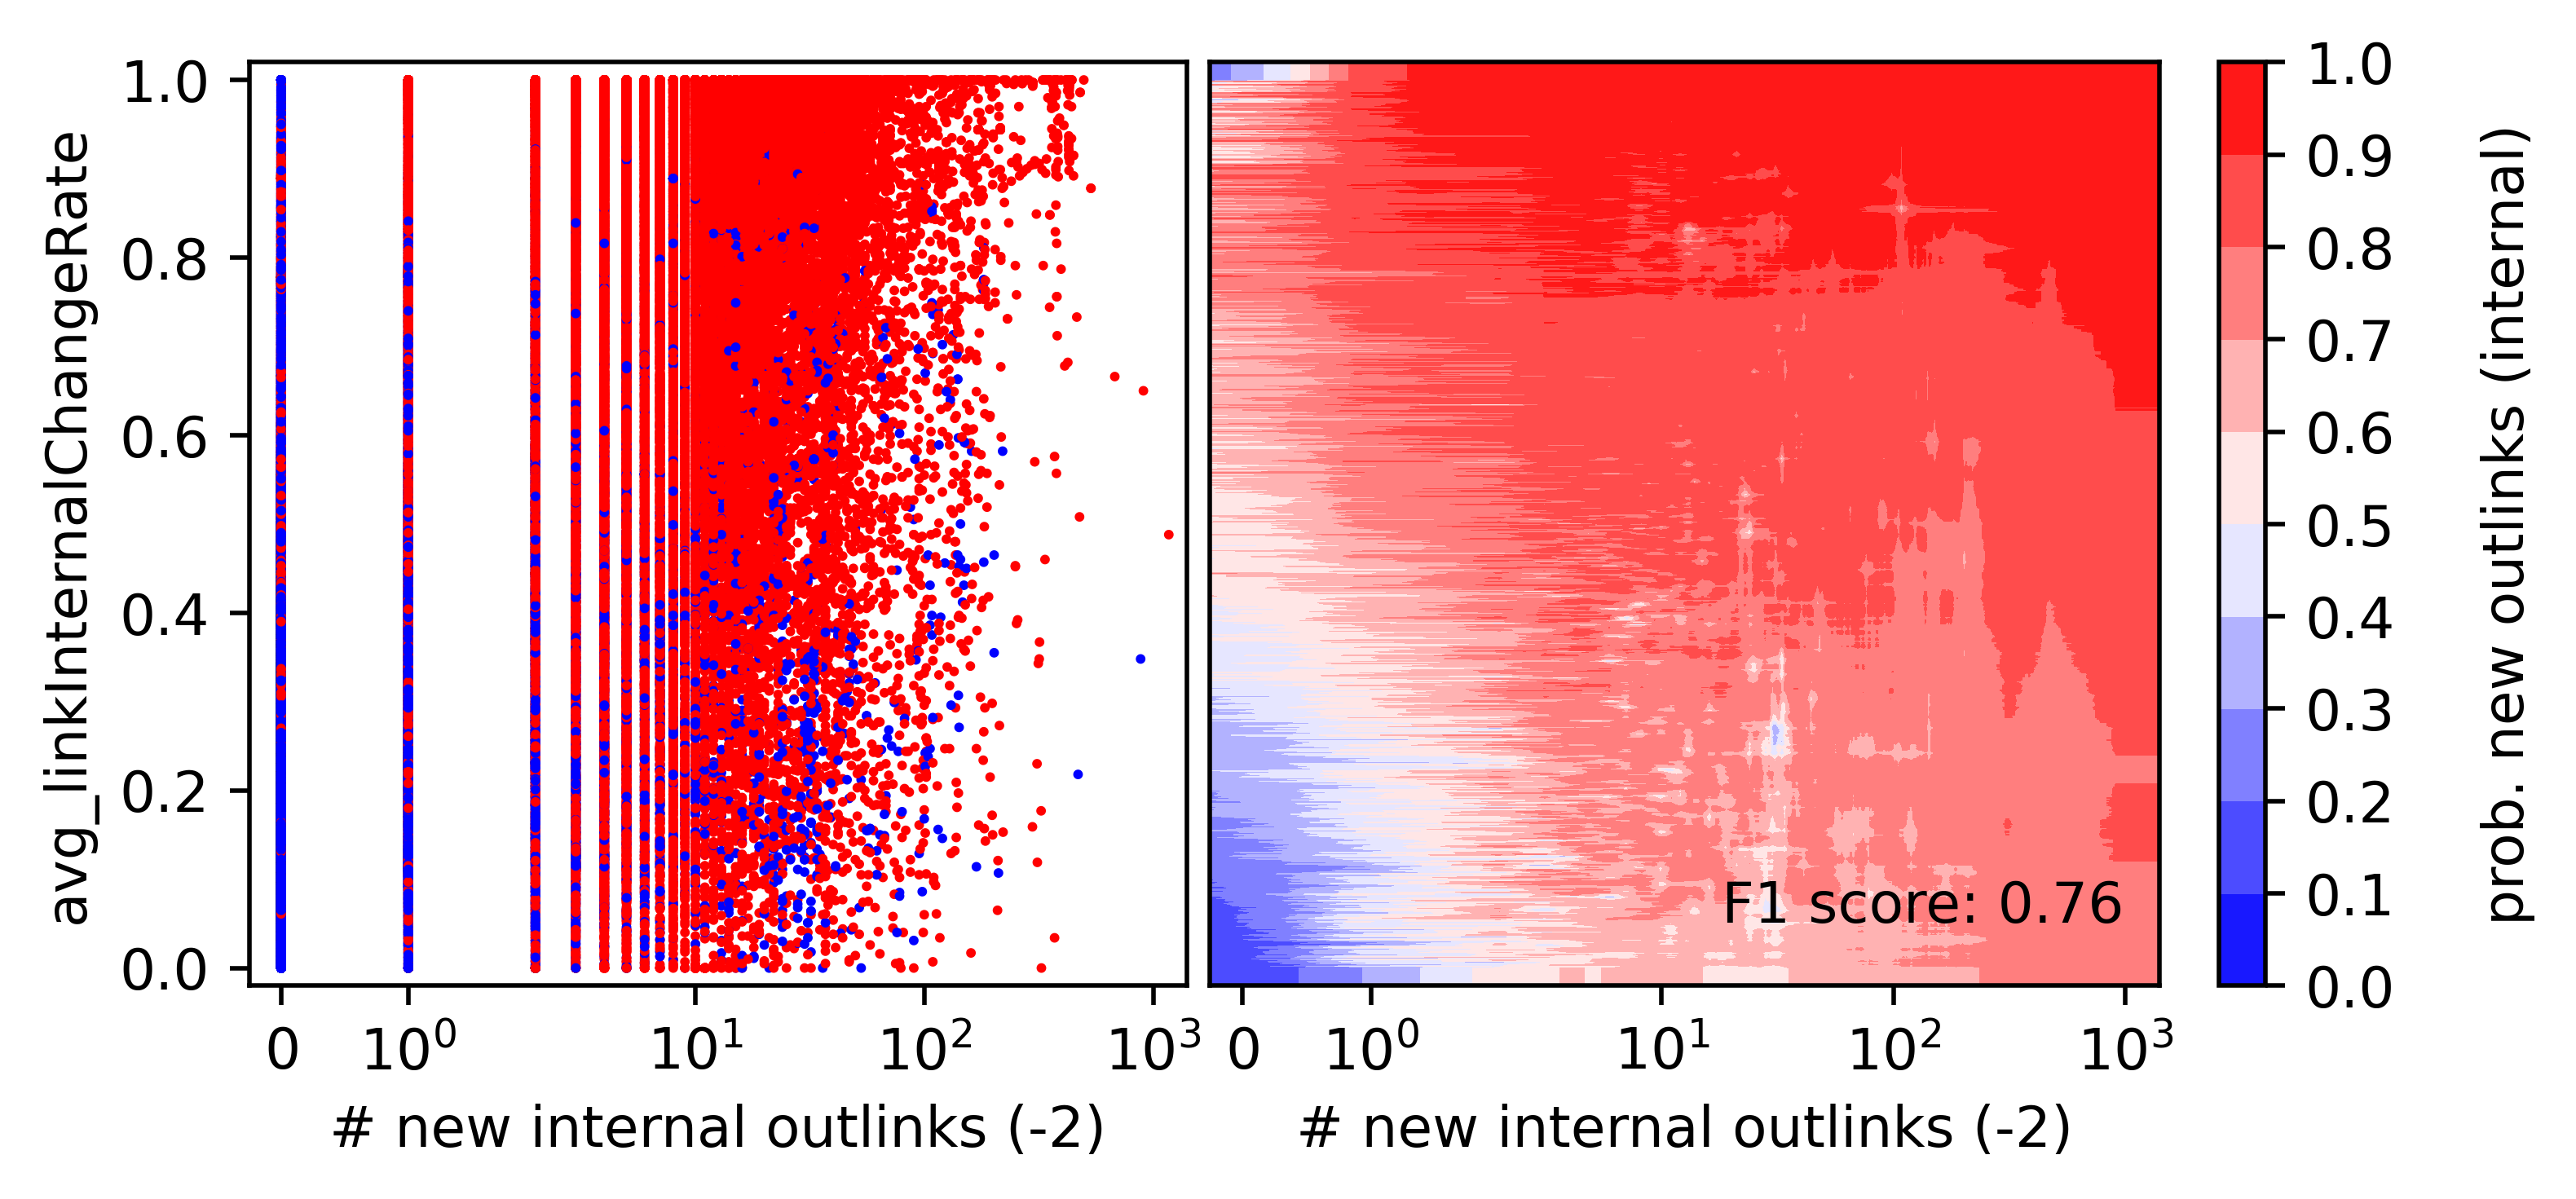 avg_linkInternalChangeRate
1.0
0.8
0.6
0.4
0.2
0.0
0 10⁰ 10¹ 10² 10³
# new internal outlinks (-2)
F1 score: 0.76
0 10⁰ 10¹ 10² 10³
# new internal outlinks (-2)
1.0
0.9
0.8
0.7
0.6
0.5
0.4
0.3
0.2
0.1
0.0
prob. new outlinks (internal)